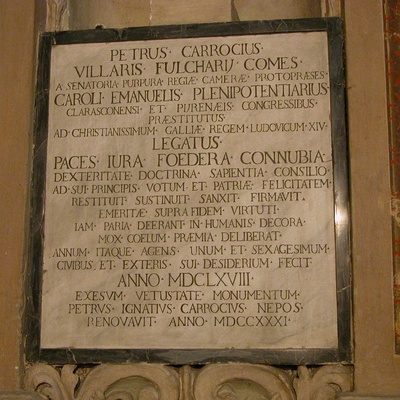 PETRUS · CARROCIUS ·
VILLARIS · FULCHARIJ · COMES ·
A · SENATORIA · PURPURA · REGIÆ · CAMERÆ · PROTOPRÆSES ·
CAROLI · EMANUELIS · PLENIPOTENTIARIUS ·
CLARASCONENSI · ET · PIRENÆIS · CONGRESSIBUS ·
PRÆSTITUTUS ·
AD · CHRISTIANISSIMUM · GALLIÆ · REGEM · LUDOVICUM · XIV ·
LEGATUS ·
PACES · IURA · FOEDERA · CONNUBIA ·
DEXTERITATE · DOCTRINA · SAPIENTIA · CONSILIO ·
AD · SUI · PRINCIPIS · VOTUM · ET · PATRIÆ · FELICITATEM ·
RESTITUIT · SUSTINUIT · SANXIT · FIRMAVIT ·
EMERITÆ · SUPRA · FIDEM · VIRTUTI ·
IAM · PARIA · DEERANT · IN · HUMANIS · DECORA ·
MOX · COELUM · PRÆMIA · DELIBERAT ·
ANNUM · ITAQUE · AGENS · UNUM · ET · SEXAGESIMUM ·
CIVIBUS · ET · EXTERIS · SUI · DESIDERIUM · FECIT ·
ANNO · MDCLXVIII ·
EXESUM · VETUSTATE · MONUMENTUM ·
PETRUS · IGNATIUS · CARROCIUS · NEPOS ·
RENOVAVIT · ANNO · MDCCXXXI ·